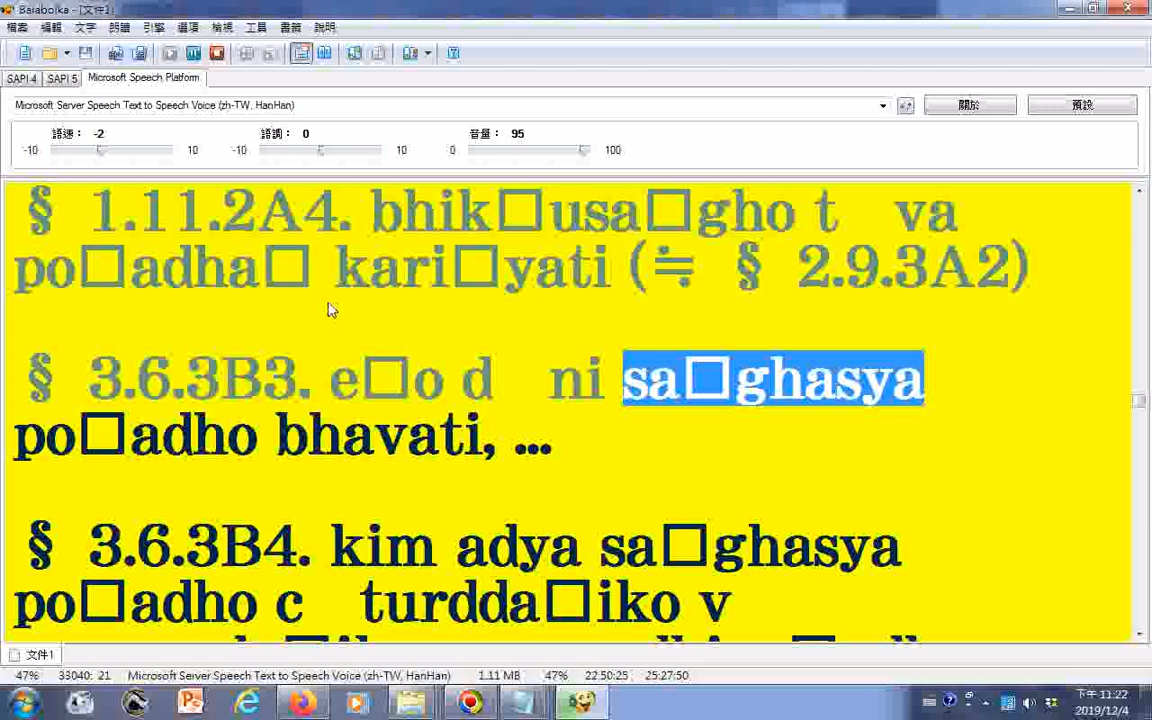 Balabolka - [文件1]
檔案 編輯 文字 朗讀 引擎 選項 檢視 工具 書籤 說明
SAPI 4 SAPI 5 Microsoft Speech Platform
Microsoft Server Speech Text to Speech Voice (zh-TW, HanHan) 關於 預設
語速： -2 語調： 0 音量： 95
-10 10 -10 10 0 100
§ 1.11.2A4. bhik□usa□gho t va
po□adha□ kari□yati (≒ § 2.9.3A2)
§ 3.6.3B3. e□o d ni sa□ghasya
po□adho bhavati, ...
§ 3.6.3B4. kim adya sa□ghasya
po□adho c turdda□iko v
文件1
47% 33040: 21 Microsoft Server Speech Text to Speech Voice (zh-TW, HanHan) 1.11 MB 47% 22:50:25 25:27:50
下午 11:22
2019/12/4